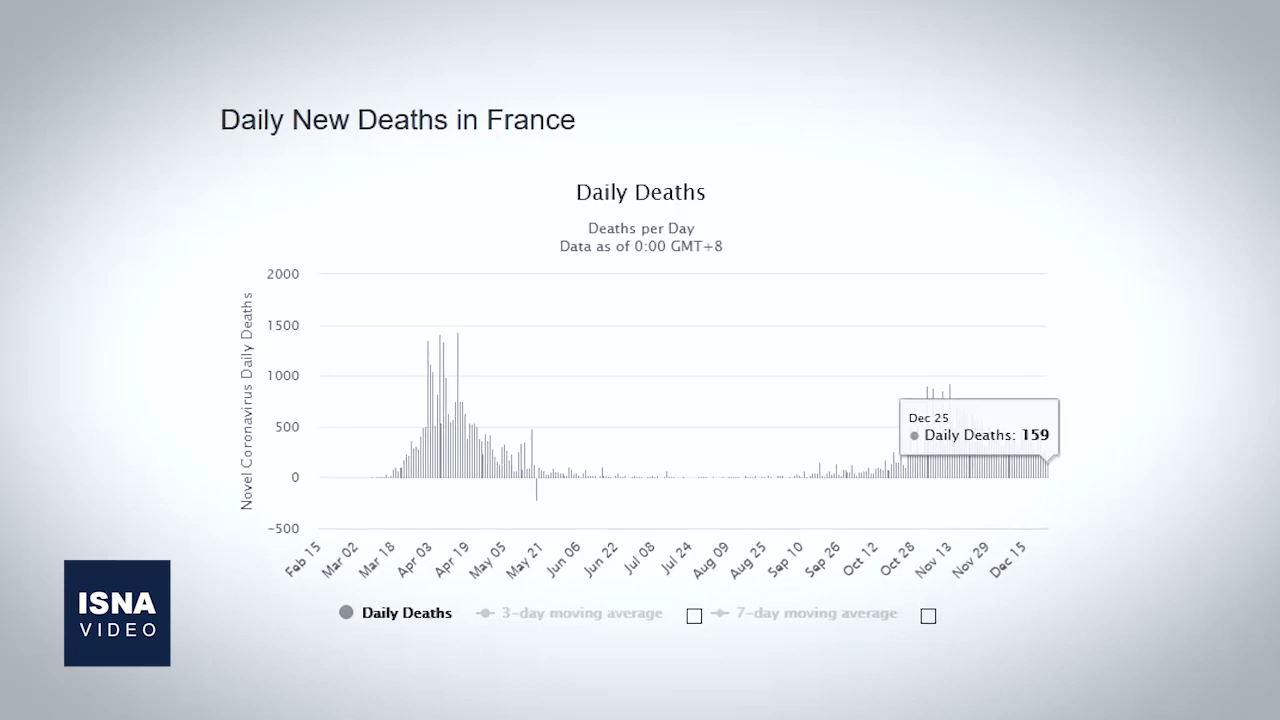 Daily New Deaths in France
Daily Deaths
Deaths per Day
Data as of 0:00 GMT+8
Novel Coronavirus Daily Deaths
2000
1500
1000
500
0
-500
Dec 25
Daily Deaths: 159
Feb 15
Mar 02
Mar 18
Apr 03
Apr 19
May 05
May 21
Jun 06
Jun 22
Jul 08
Jul 24
Aug 09
Aug 25
Sep 10
Sep 26
Oct 12
Oct 28
Nov 13
Nov 29
Dec 15
Daily Deaths 3-day moving average 7-day moving average
ISNA
VIDEO